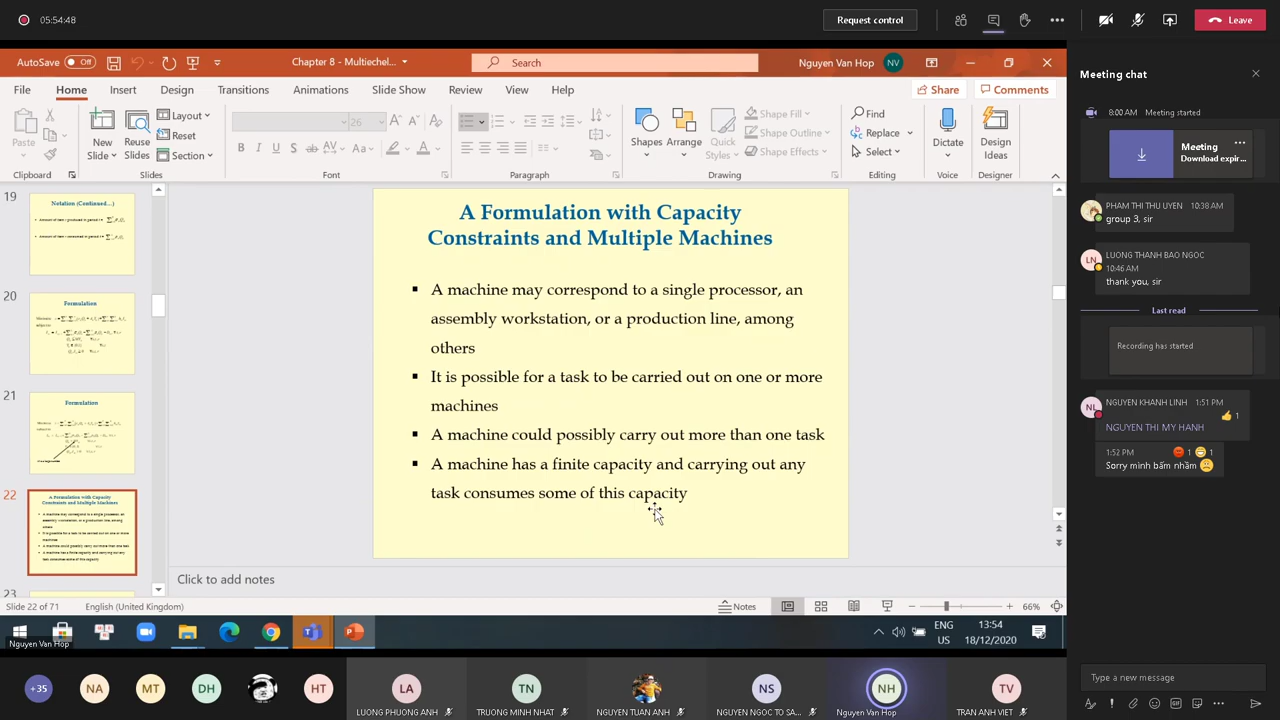 05:54:48
Request control
Leave
AutoSave Off
Chapter 8 - Multiechel...
Search
Nguyen Van Hop
NV
File
Home
Insert
Design
Transitions
Animations
Slide Show
Review
View
Help
Share
Comments
Paste
New
Slide
Reuse
Slides
Layout
Reset
Section
26
Shapes
Arrange
Quick
Styles
Shape Fill
Shape Outline
Shape Effects
Find
Replace
Select
Dictate
Design
Ideas
Clipboard
Slides
Font
Paragraph
Drawing
Editing
Voice
Designer
19
Notation (Continued…)
20
Formulation
21
Formulation
22
A Formulation with Capacity
Constraints and Multiple Machines
23
A Formulation with Capacity
Constraints and Multiple Machines
▪ A machine may correspond to a single processor, an
assembly workstation, or a production line, among
others
▪ It is possible for a task to be carried out on one or more
machines
▪ A machine could possibly carry out more than one task
▪ A machine has a finite capacity and carrying out any
task consumes some of this capacity
Click to add notes
Slide 22 of 71
English (United Kingdom)
Notes
66%
Nguyen Van Hop
ENG
US
13:54
18/12/2020
+35
NA
MT
DH
HT
LA
LUONG PHUONG ANH
TN
TRUONG MINH NHAT
NGUYEN TUAN ANH
NS
NGUYEN NGOC TO SA...
NH
Nguyen Van Hop
TV
TRAN ANH VIET
Meeting chat
8:00 AM Meeting started
Meeting
Download expir...
PHAM THI THU UYEN 10:38 AM
group 3, sir
LN
LUONG THANH BAO NGOC
10:46 AM
thank you, sir
Last read
Recording has started
NL
NGUYEN KHANH LINH 1:51 PM
1
NGUYEN THI MY HANH
1:52 PM
1
1
Sorry mình bấm nhầm
Type a new message